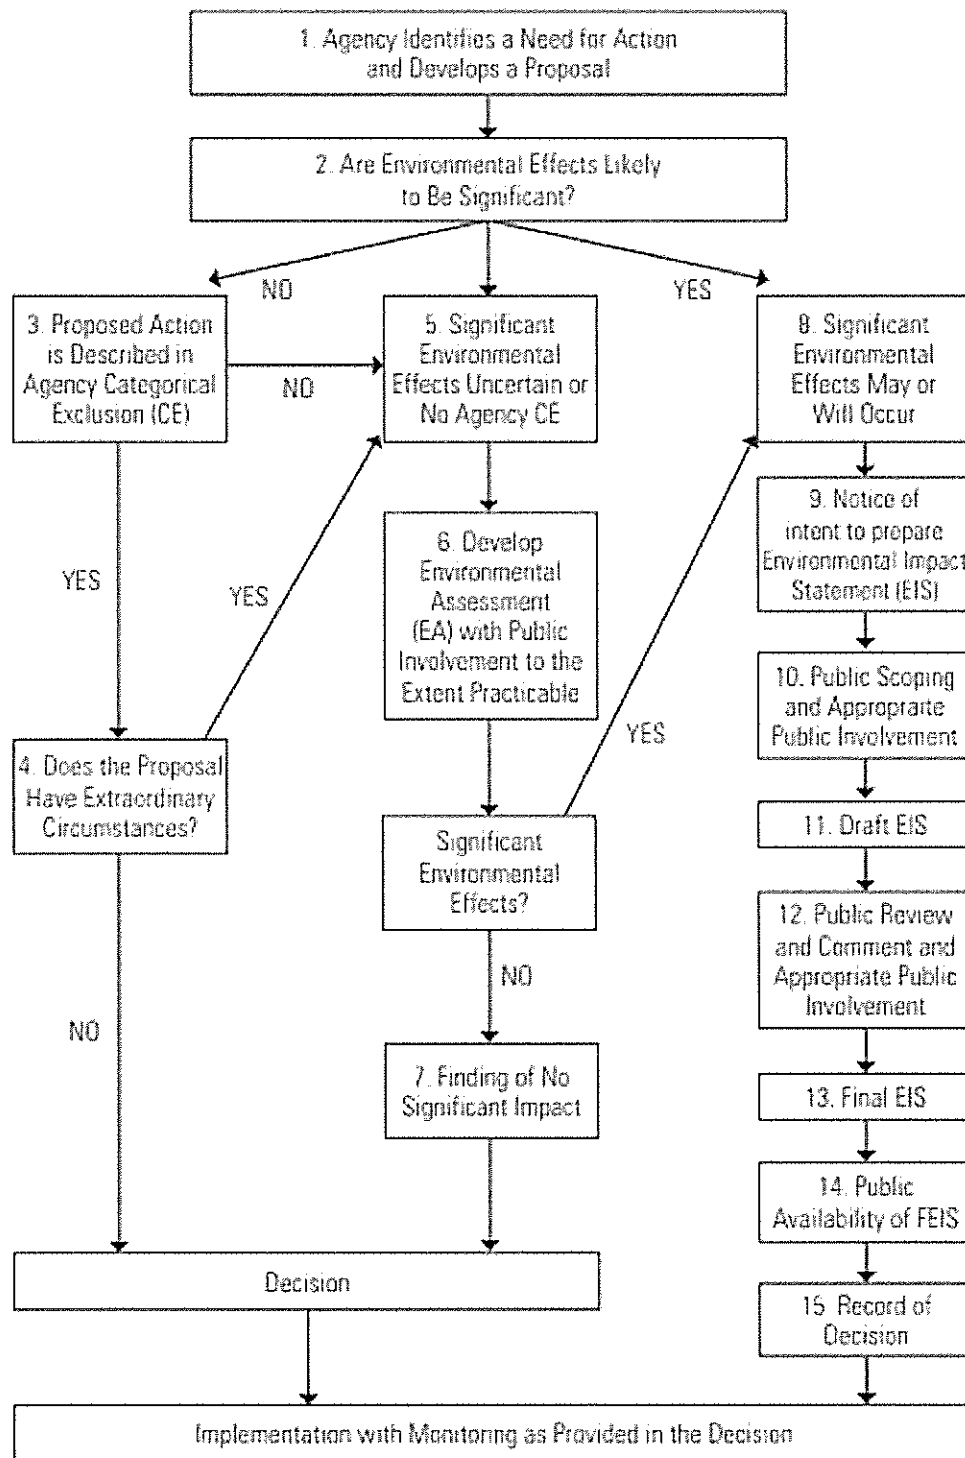 1. Agency Identifies a Need for Action
and Develops a Proposal
2. Are Environmental Effects Likely
to Be Significant?
NO
YES
3. Proposed Action
is Described in
Agency Categorical
Exclusion (CE)
NO
5. Significant
Environmental
Effects Uncertain or
No Agency CE
8. Significant
Environmental
Effects May or
Will Occur
YES
YES
6. Develop
Environmental
Assessment
(EA) with Public
Involvement to the
Extent Practicable
YES
9. Notice of
intent to prepare
Environmental Impact
Statement (EIS)
10. Public Scoping
and Appropraite
Public Involvement
4. Does the Proposal
Have Extraordinary
Circumstances?
Significant
Environmental
Effects?
11. Draft EIS
12. Public Review
and Comment and
Appropriate Public
Involvement
NO
NO
7. Finding of No
Significant Impact
13. Final EIS
14. Public
Availability of FEIS
Decision
15. Record of
Decision
Implementation with Monitoring as Provided in the Decision